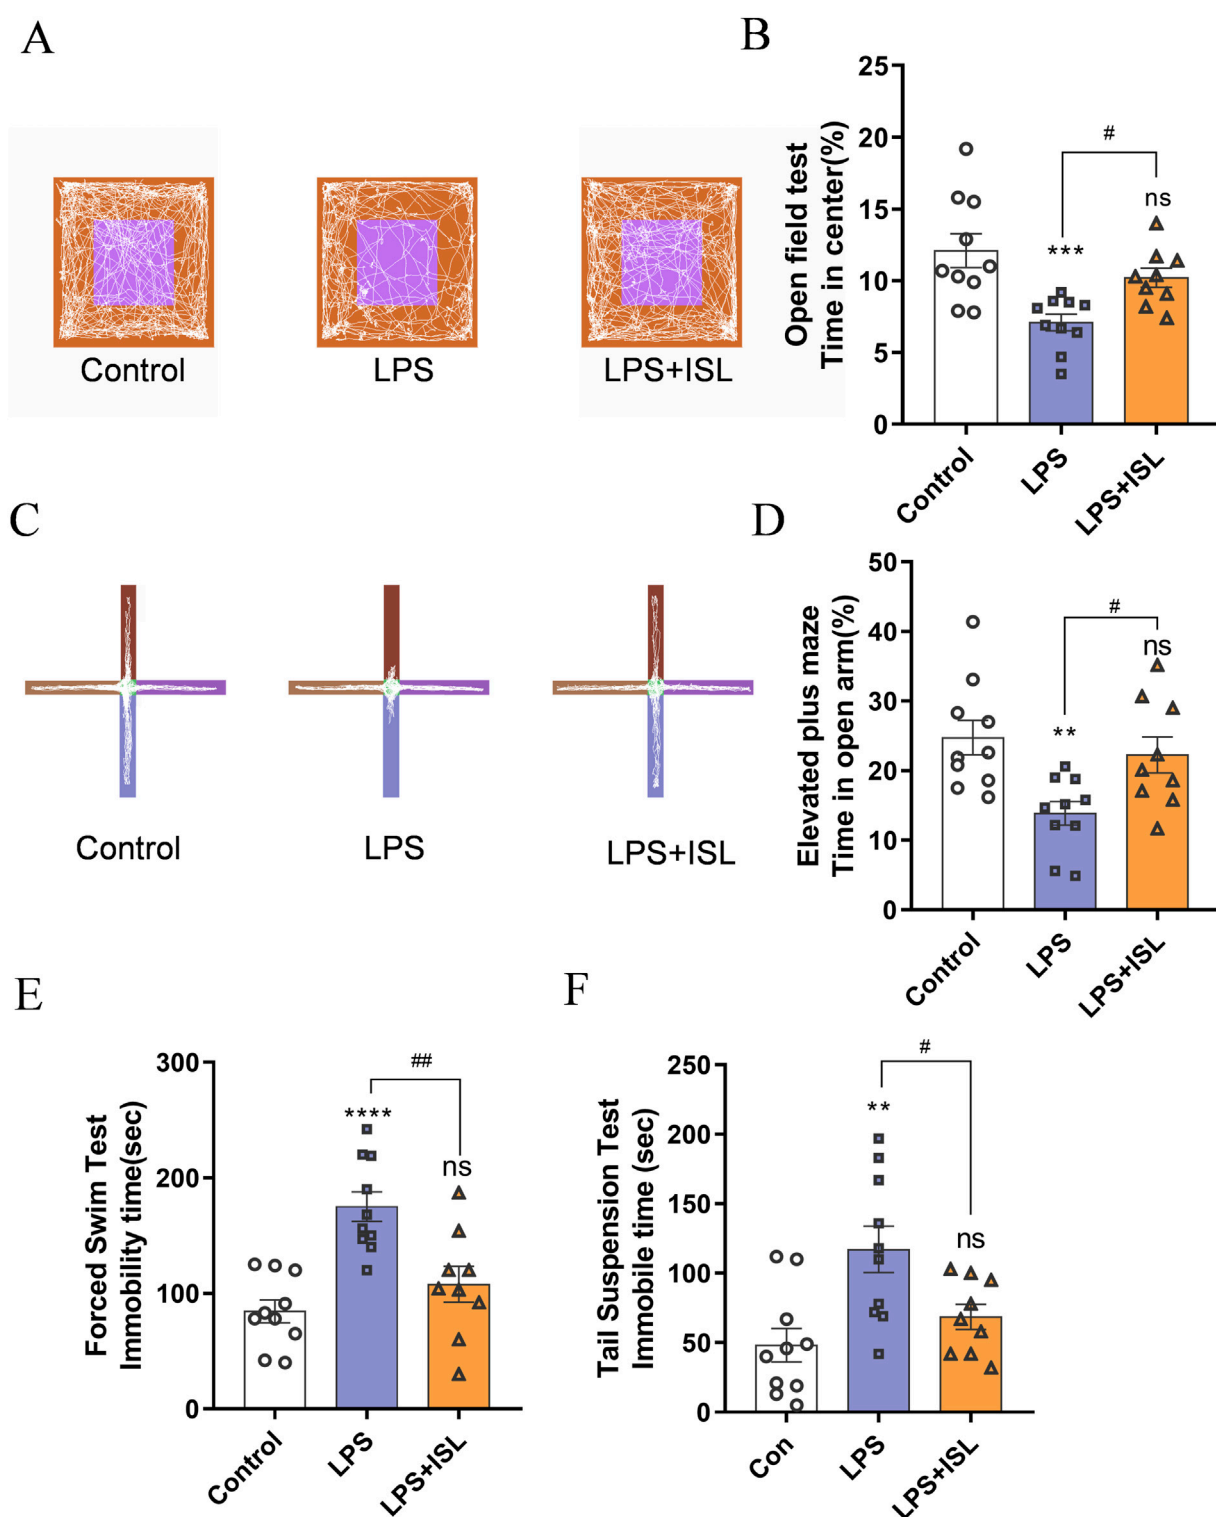 A
Control
LPS
LPS+ISL
B
Open field test
Time in center(%)
25
20
15
10
5
0
#
***
ns
Control
LPS
LPS+ISL
C
Control
LPS
LPS+ISL
D
Elevated plus maze
Time in open arm(%)
50
40
30
20
10
0
#
**
ns
Control
LPS
LPS+ISL
E
Forced Swim Test
Immobility time(sec)
300
200
100
0
##
****
ns
Control
LPS
LPS+ISL
F
Tail Suspension Test
Immobile time (sec)
250
200
150
100
50
0
#
**
ns
Con
LPS
LPS+ISL